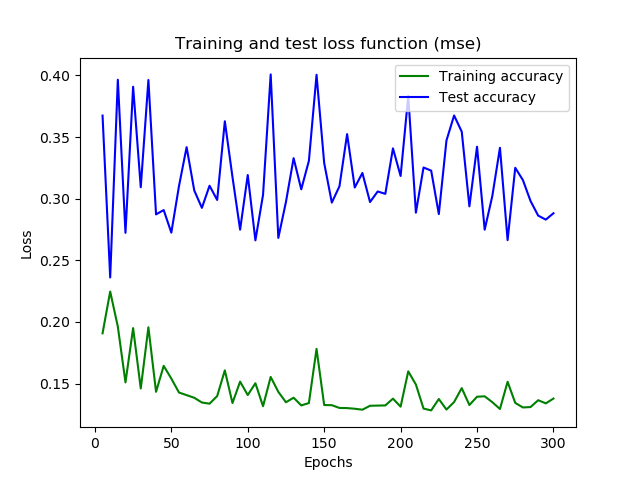 Training and test loss function (mse)
Training accuracy
Test accuracy
0.40
0.35
0.30
0.25
0.20
0.15
Loss
0
50
100
150
200
250
300
Epochs